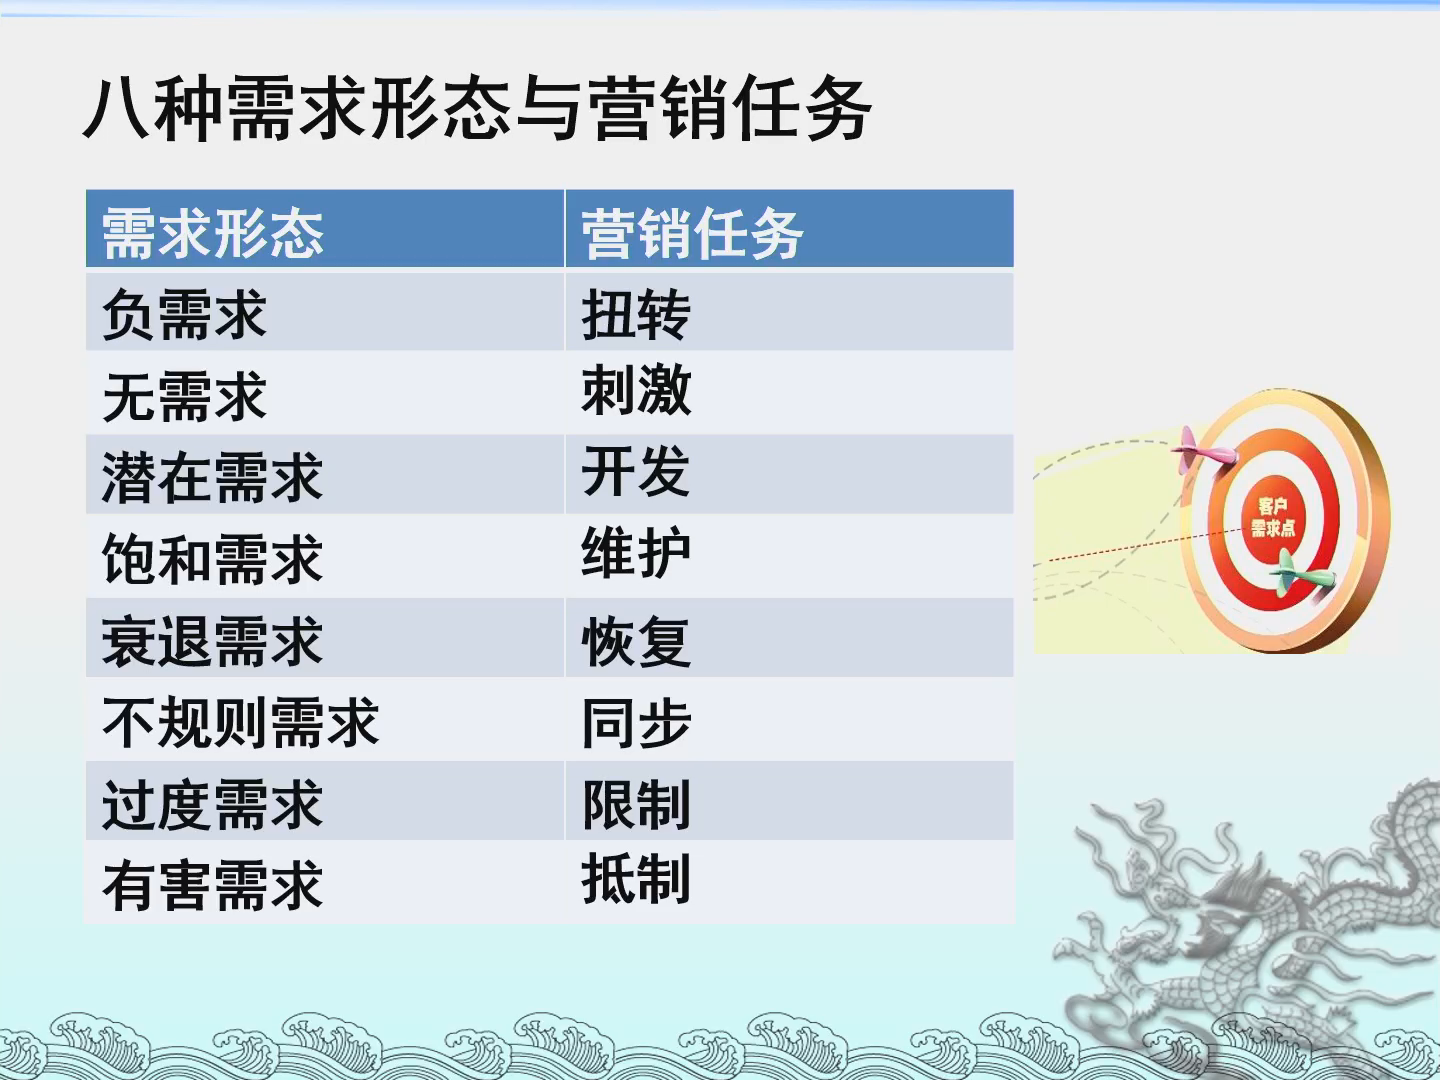 八种需求形态与营销任务
需求形态 营销任务
负需求 扭转
无需求 刺激
潜在需求 开发
饱和需求 维护
衰退需求 恢复
不规则需求 同步
过度需求 限制
有害需求 抵制
客户
需求点